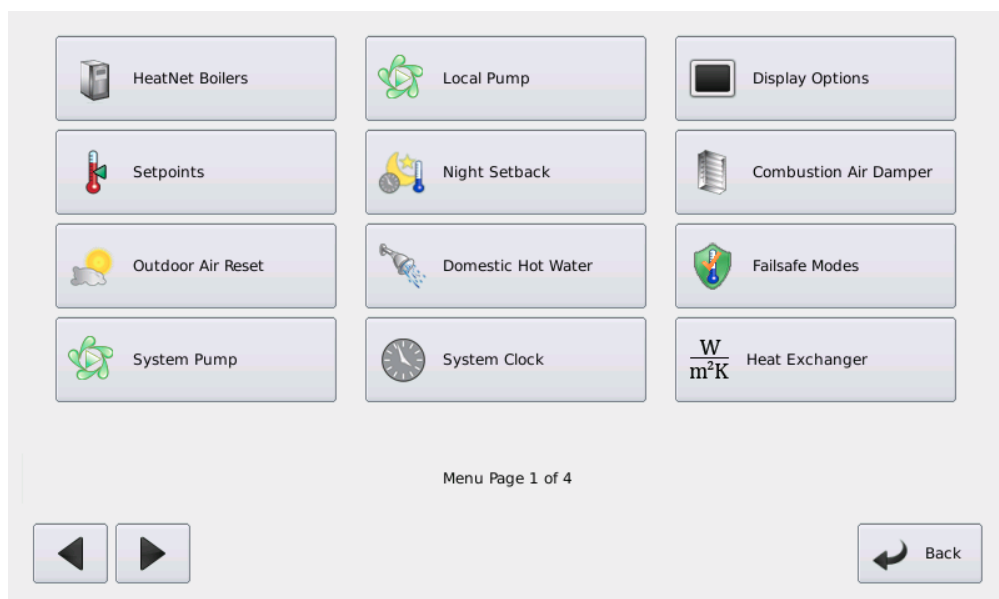 HeatNet Boilers
Local Pump
Display Options
Setpoints
Night Setback
Combustion Air Damper
Outdoor Air Reset
Domestic Hot Water
Failsafe Modes
System Pump
System Clock
W
m²K
Heat Exchanger
Menu Page 1 of 4
Back